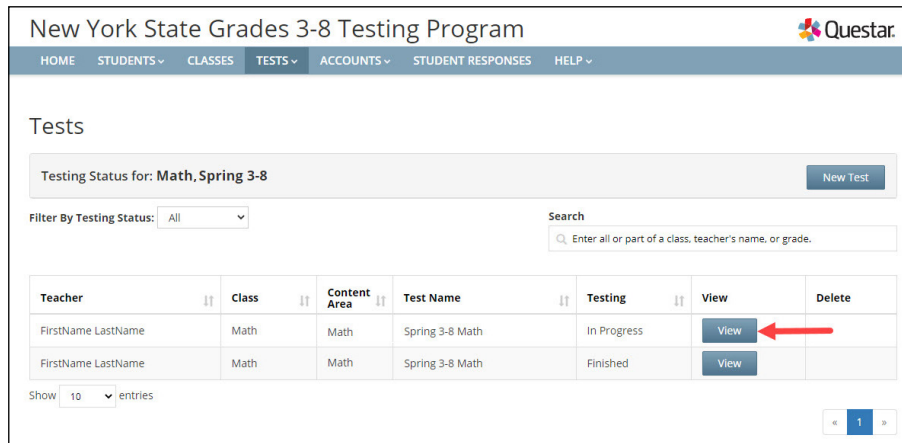 New York State Grades 3-8 Testing Program
Questar.
HOME STUDENTS CLASSES TESTS ACCOUNTS STUDENT RESPONSES HELP
Tests
Testing Status for: Math, Spring 3-8 New Test
Filter By Testing Status: All Search
Enter all or part of a class, teacher's name, or grade.
Teacher Class Content Area Test Name Testing View Delete
FirstName LastName Math Math Spring 3-8 Math In Progress View
FirstName LastName Math Math Spring 3-8 Math Finished View
Show 10 entries
« 1 »